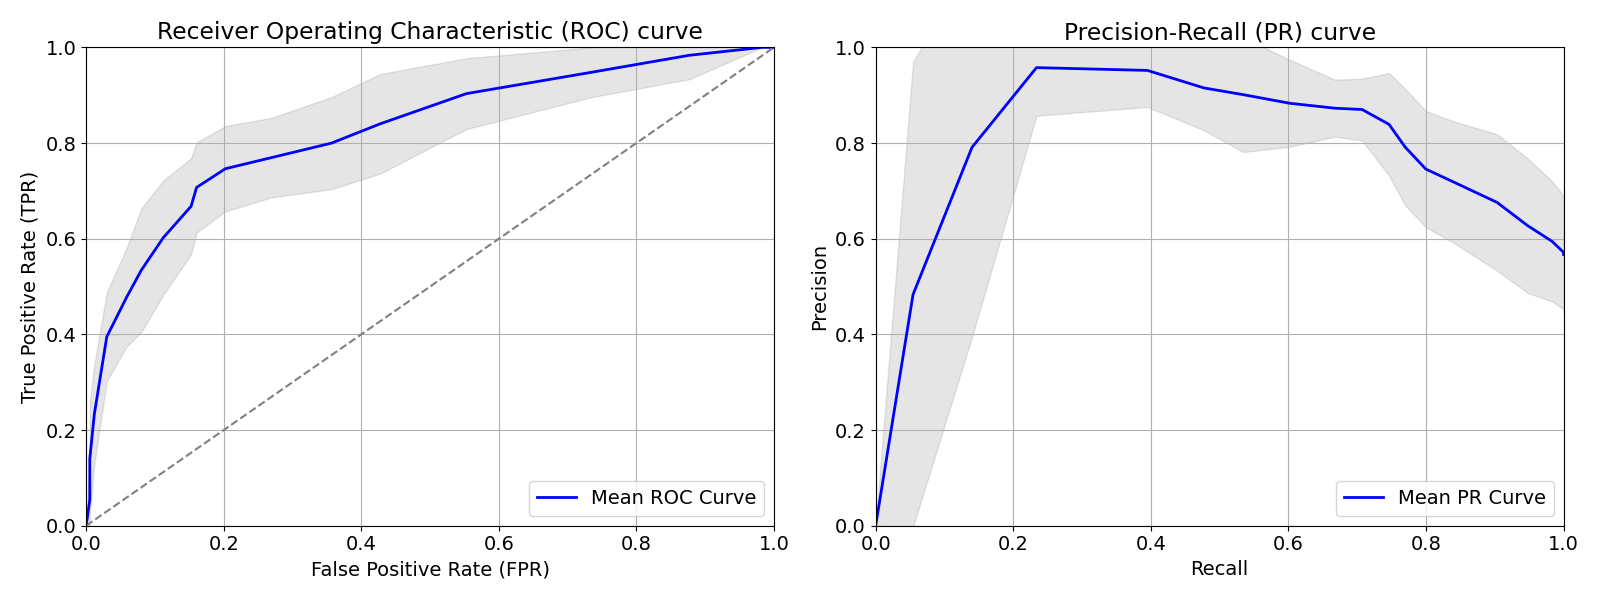 Receiver Operating Characteristic (ROC) curve
1.0
0.8
0.6
0.4
0.2
0.0
True Positive Rate (TPR)
Mean ROC Curve
0.0 0.2 0.4 0.6 0.8 1.0
False Positive Rate (FPR)
Precision-Recall (PR) curve
1.0
0.8
0.6
0.4
0.2
0.0
Precision
Mean PR Curve
0.0 0.2 0.4 0.6 0.8 1.0
Recall